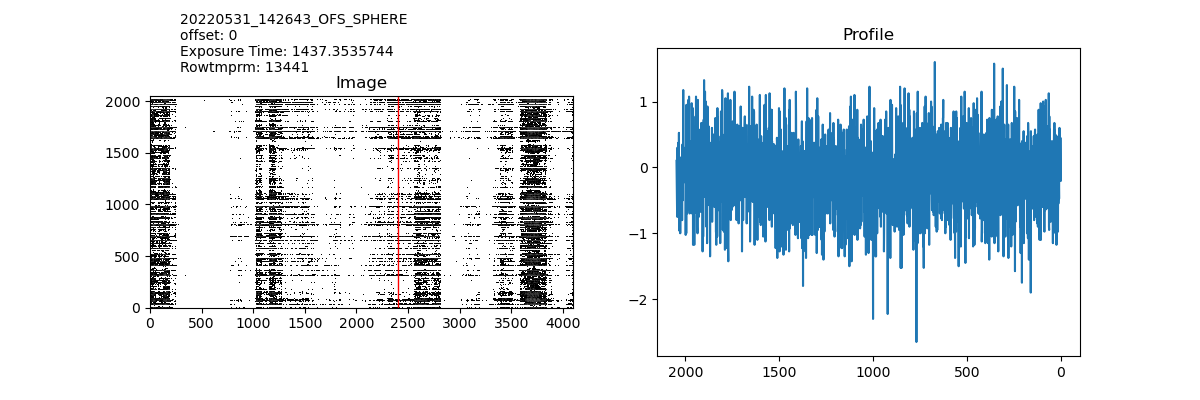 20220531_142643_OFS_SPHERE
offset: 0
Exposure Time: 1437.3535744
Rowtmprm: 13441
Image
2000
1500
1000
500
0
0 500 1000 1500 2000 2500 3000 3500 4000
Profile
1
0
−1
−2
2000 1500 1000 500 0